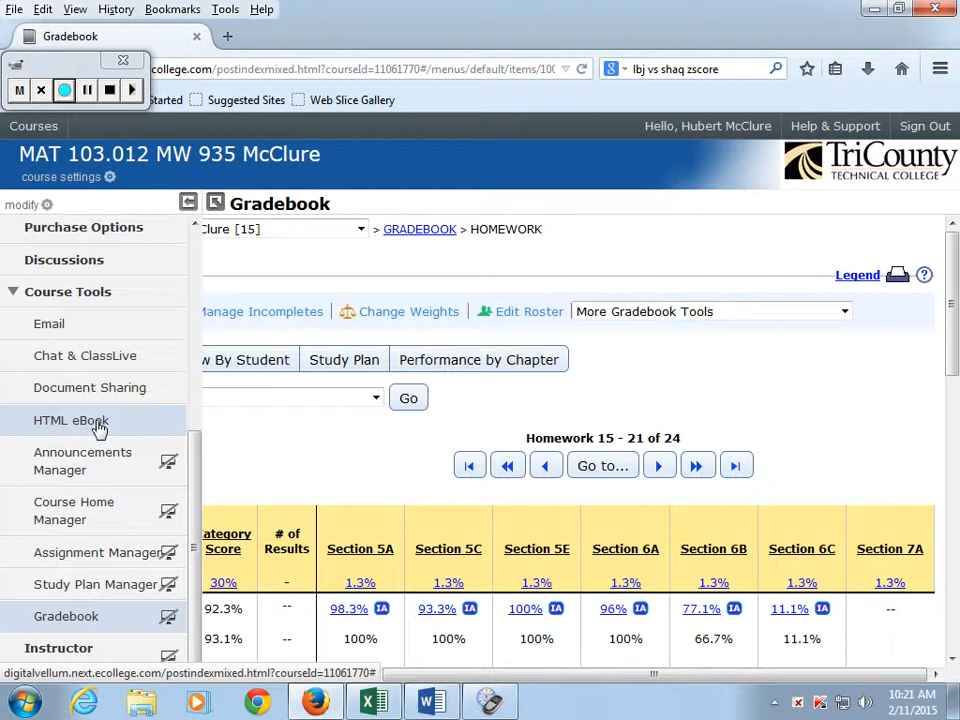 File Edit View History Bookmarks Tools Help
Gradebook
college.com/postindexmixed.html?courseId=11061770#/menus/default/items/100
lbj vs shaq zscore
M
Started Suggested Sites Web Slice Gallery
Courses
Hello, Hubert McClure Help & Support Sign Out
MAT 103.012 MW 935 McClure
course settings
TriCounty
TECHNICAL COLLEGE
modify
Gradebook
Purchase Options
Discussions
Course Tools
Email
Chat & ClassLive
Document Sharing
HTML eBook
Announcements
Manager
Course Home
Manager
Assignment Manager
Study Plan Manager
Gradebook
Instructor
Clure [15] > GRADEBOOK > HOMEWORK
Legend
Manage Incompletes Change Weights Edit Roster More Gradebook Tools
w By Student Study Plan Performance by Chapter
Go
Homework 15 - 21 of 24
Go to...
ategory
Score # of
Results Section 5A Section 5C Section 5E Section 6A Section 6B Section 6C Section 7A
30% - 1.3% 1.3% 1.3% 1.3% 1.3% 1.3% 1.3%
92.3% -- 98.3% IA 93.3% IA 100% IA 96% IA 77.1% IA 11.1% IA --
93.1% -- 100% 100% 100% 100% 66.7% 11.1%
digitalvellum.next.ecollege.com/postindexmixed.html?courseId=11061770#
10:21 AM
2/11/2015